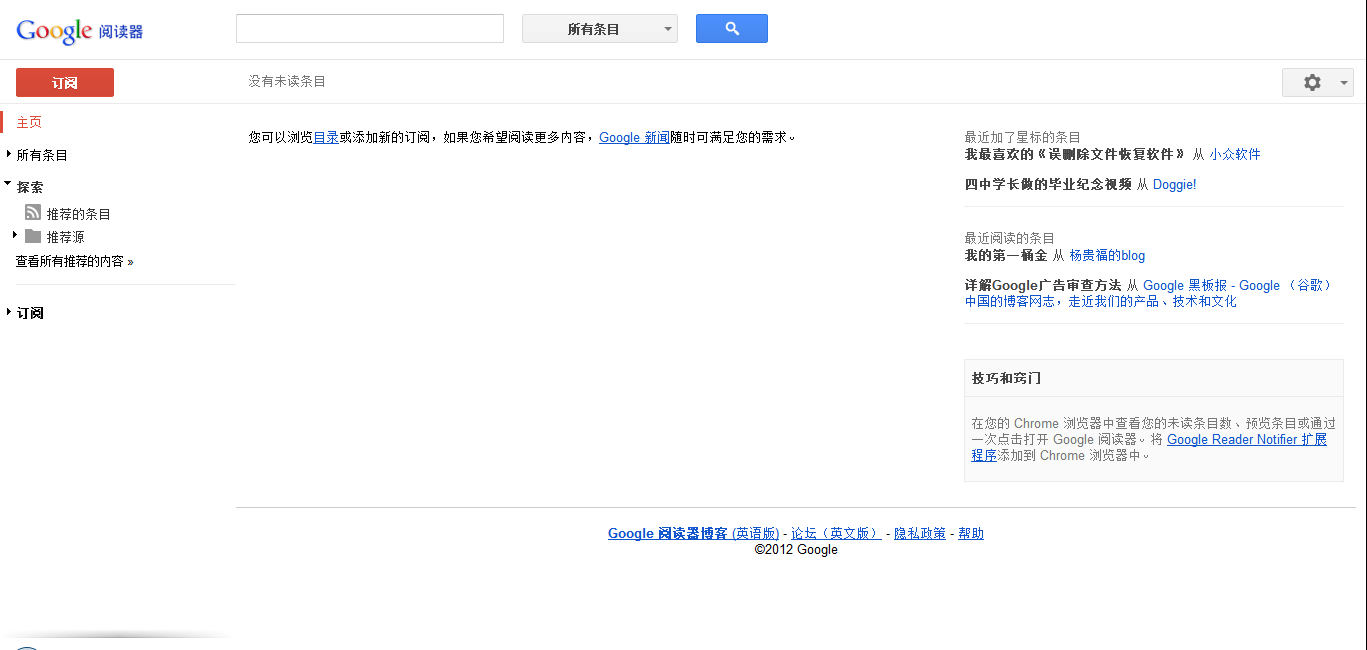 Google 阅读器
所有条目
订阅
没有未读条目
主页
所有条目
探索
推荐的条目
推荐源
查看所有推荐的内容 »
订阅
您可以浏览目录或添加新的订阅，如果您希望阅读更多内容，Google 新闻随时可满足您的需求。
最近加了星标的条目
我最喜欢的《误删除文件恢复软件》 从 小众软件
四中学长做的毕业纪念视频 从 Doggie!
最近阅读的条目
我的第一桶金 从 杨贵福的blog
详解Google广告审查方法 从 Google 黑板报 - Google （谷歌）
中国的博客网志，走近我们的产品、技术和文化
技巧和窍门
在您的 Chrome 浏览器中查看您的未读条目数、预览条目或通过
一次点击打开 Google 阅读器。将 Google Reader Notifier 扩展
程序添加到 Chrome 浏览器中。
Google 阅读器博客 (英语版) - 论坛（英文版） - 隐私政策 - 帮助
©2012 Google